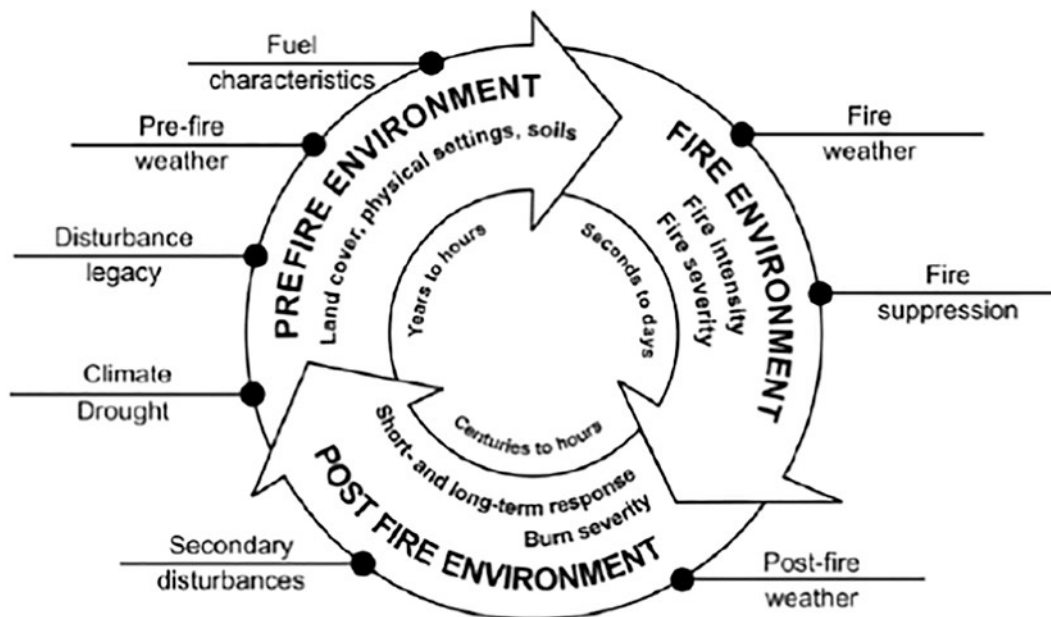 Fuel
characteristics
Pre-fire
weather
Disturbance
legacy
Climate
Drought
Secondary
disturbances
PREFIRE ENVIRONMENT
Land cover, physical settings, soils
Years to hours
FIRE ENVIRONMENT
Fire intensity
Fire severity
Seconds to days
Fire
weather
Fire
suppression
Centuries to hours
Short- and long-term response
Burn severity
POST FIRE ENVIRONMENT
Post-fire
weather